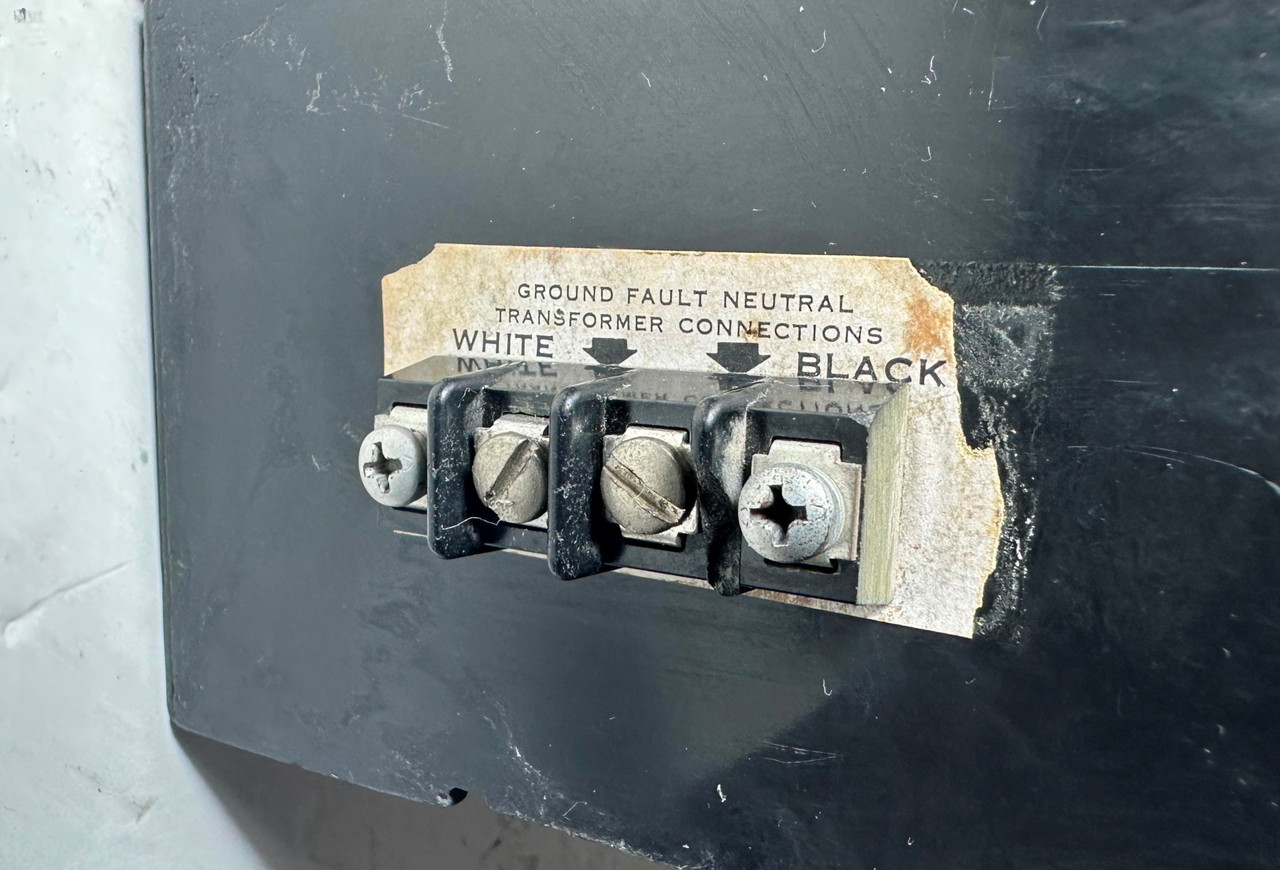 GROUND FAULT NEUTRAL
TRANSFORMER CONNECTIONS
WHITE BLACK